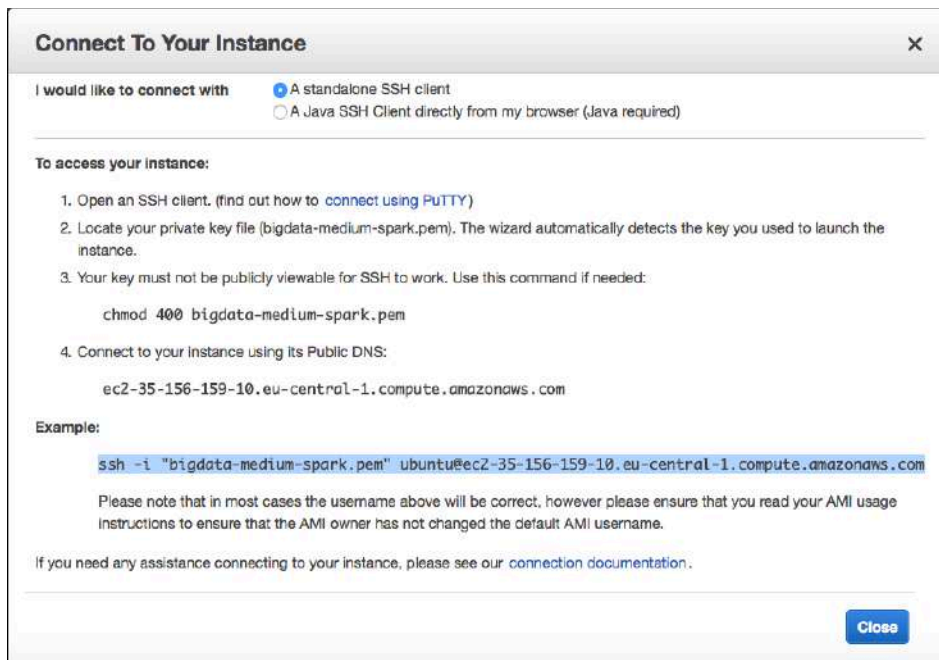 Connect To Your Instance ×
I would like to connect with A standalone SSH client
A Java SSH Client directly from my browser (Java required)
To access your instance:
1. Open an SSH client. (find out how to connect using PuTTY)
2. Locate your private key file (bigdata-medium-spark.pem). The wizard automatically detects the key you used to launch the
instance.
3. Your key must not be publicly viewable for SSH to work. Use this command if needed:
chmod 400 bigdata-medium-spark.pem
4. Connect to your instance using its Public DNS:
ec2-35-156-159-10.eu-central-1.compute.amazonaws.com
Example:
ssh -i "bigdata-medium-spark.pem" ubuntu@ec2-35-156-159-10.eu-central-1.compute.amazonaws.com
Please note that in most cases the username above will be correct, however please ensure that you read your AMI usage
instructions to ensure that the AMI owner has not changed the default AMI username.
If you need any assistance connecting to your instance, please see our connection documentation.
Close